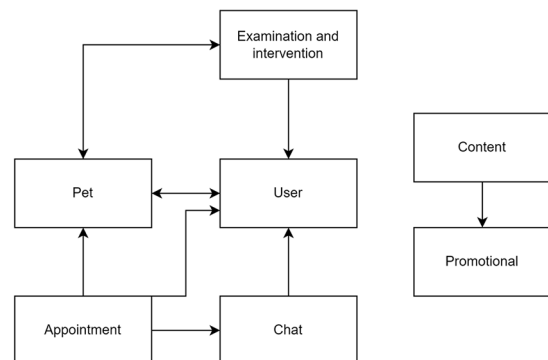 Examination and
intervention
Content
Pet
User
Promotional
Appointment
Chat